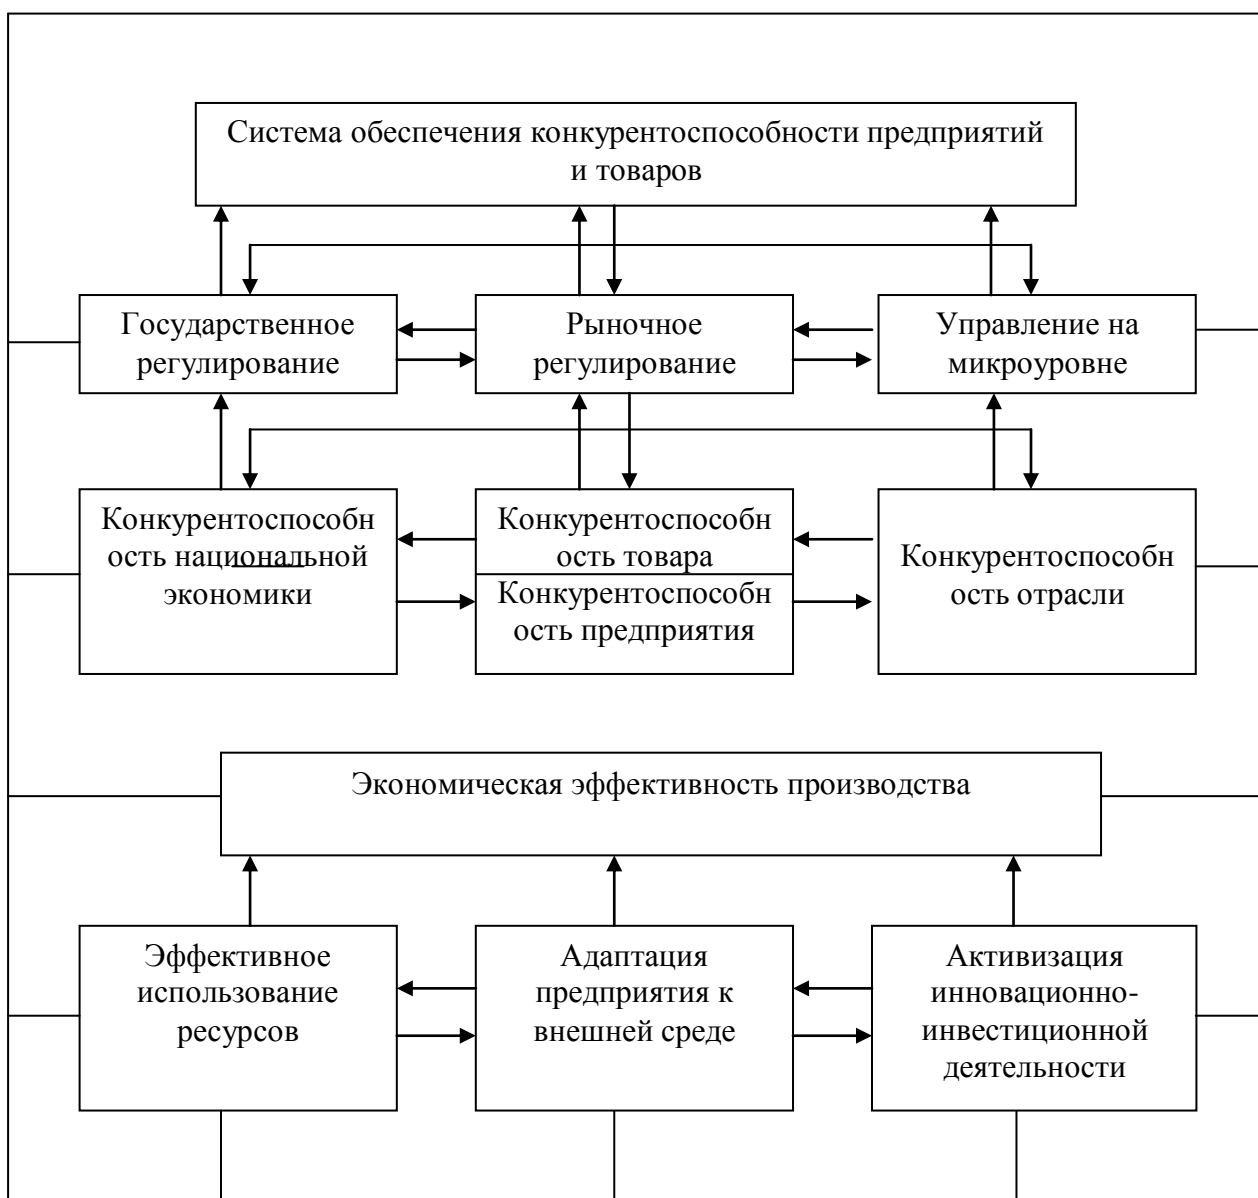 Система обеспечения конкурентоспособности предприятий
и товаров
Государственное
регулирование
Рыночное
регулирование
Управление на
микроуровне
Конкурентоспособн
ость национальной
экономики
Конкурентоспособн
ость товара
Конкурентоспособн
ость предприятия
Конкурентоспособн
ость отрасли
Экономическая эффективность производства
Эффективное
использование
ресурсов
Адаптация
предприятия к
внешней среде
Активизация
инновационно-
инвестиционной
деятельности